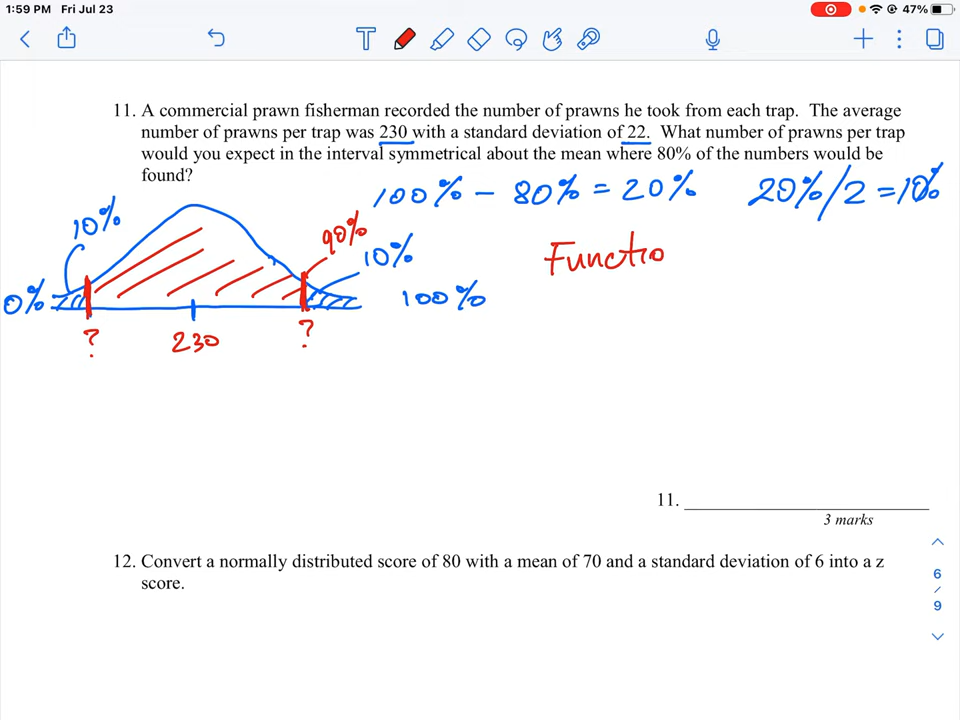 1:59 PM Fri Jul 23
47%
T
11. A commercial prawn fisherman recorded the number of prawns he took from each trap. The average
number of prawns per trap was 230 with a standard deviation of 22. What number of prawns per trap
would you expect in the interval symmetrical about the mean where 80% of the numbers would be
found?
100% - 80% = 20% 20%/2 = 10%
10%
90%
Functio
10%
0%
100%
? 230 ?
11. ____________
3 marks
12. Convert a normally distributed score of 80 with a mean of 70 and a standard deviation of 6 into a z
score.
6
/
9